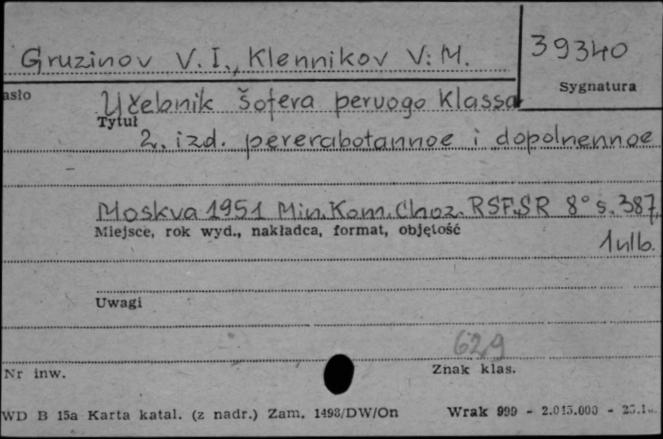 Gruzinov V. I., Klennikov V. M.
39340
Sygnatura
asło
Učebnik šofera pervogo klassa
Tytuł
2. izd. pererabotannoe i dopolnennoe
Moskva 1951 Min. Kom. Choz. RSFSR 8° s. 387,
Miejsce, rok wyd., nakładca, format, objętość
1 nlb.
Uwagi
629
Nr inw.
Znak klas.
WD B 15a Karta katal. (z nadr.) Zam. 1498/DW/On
Wrak 999 - 2.015.000 -